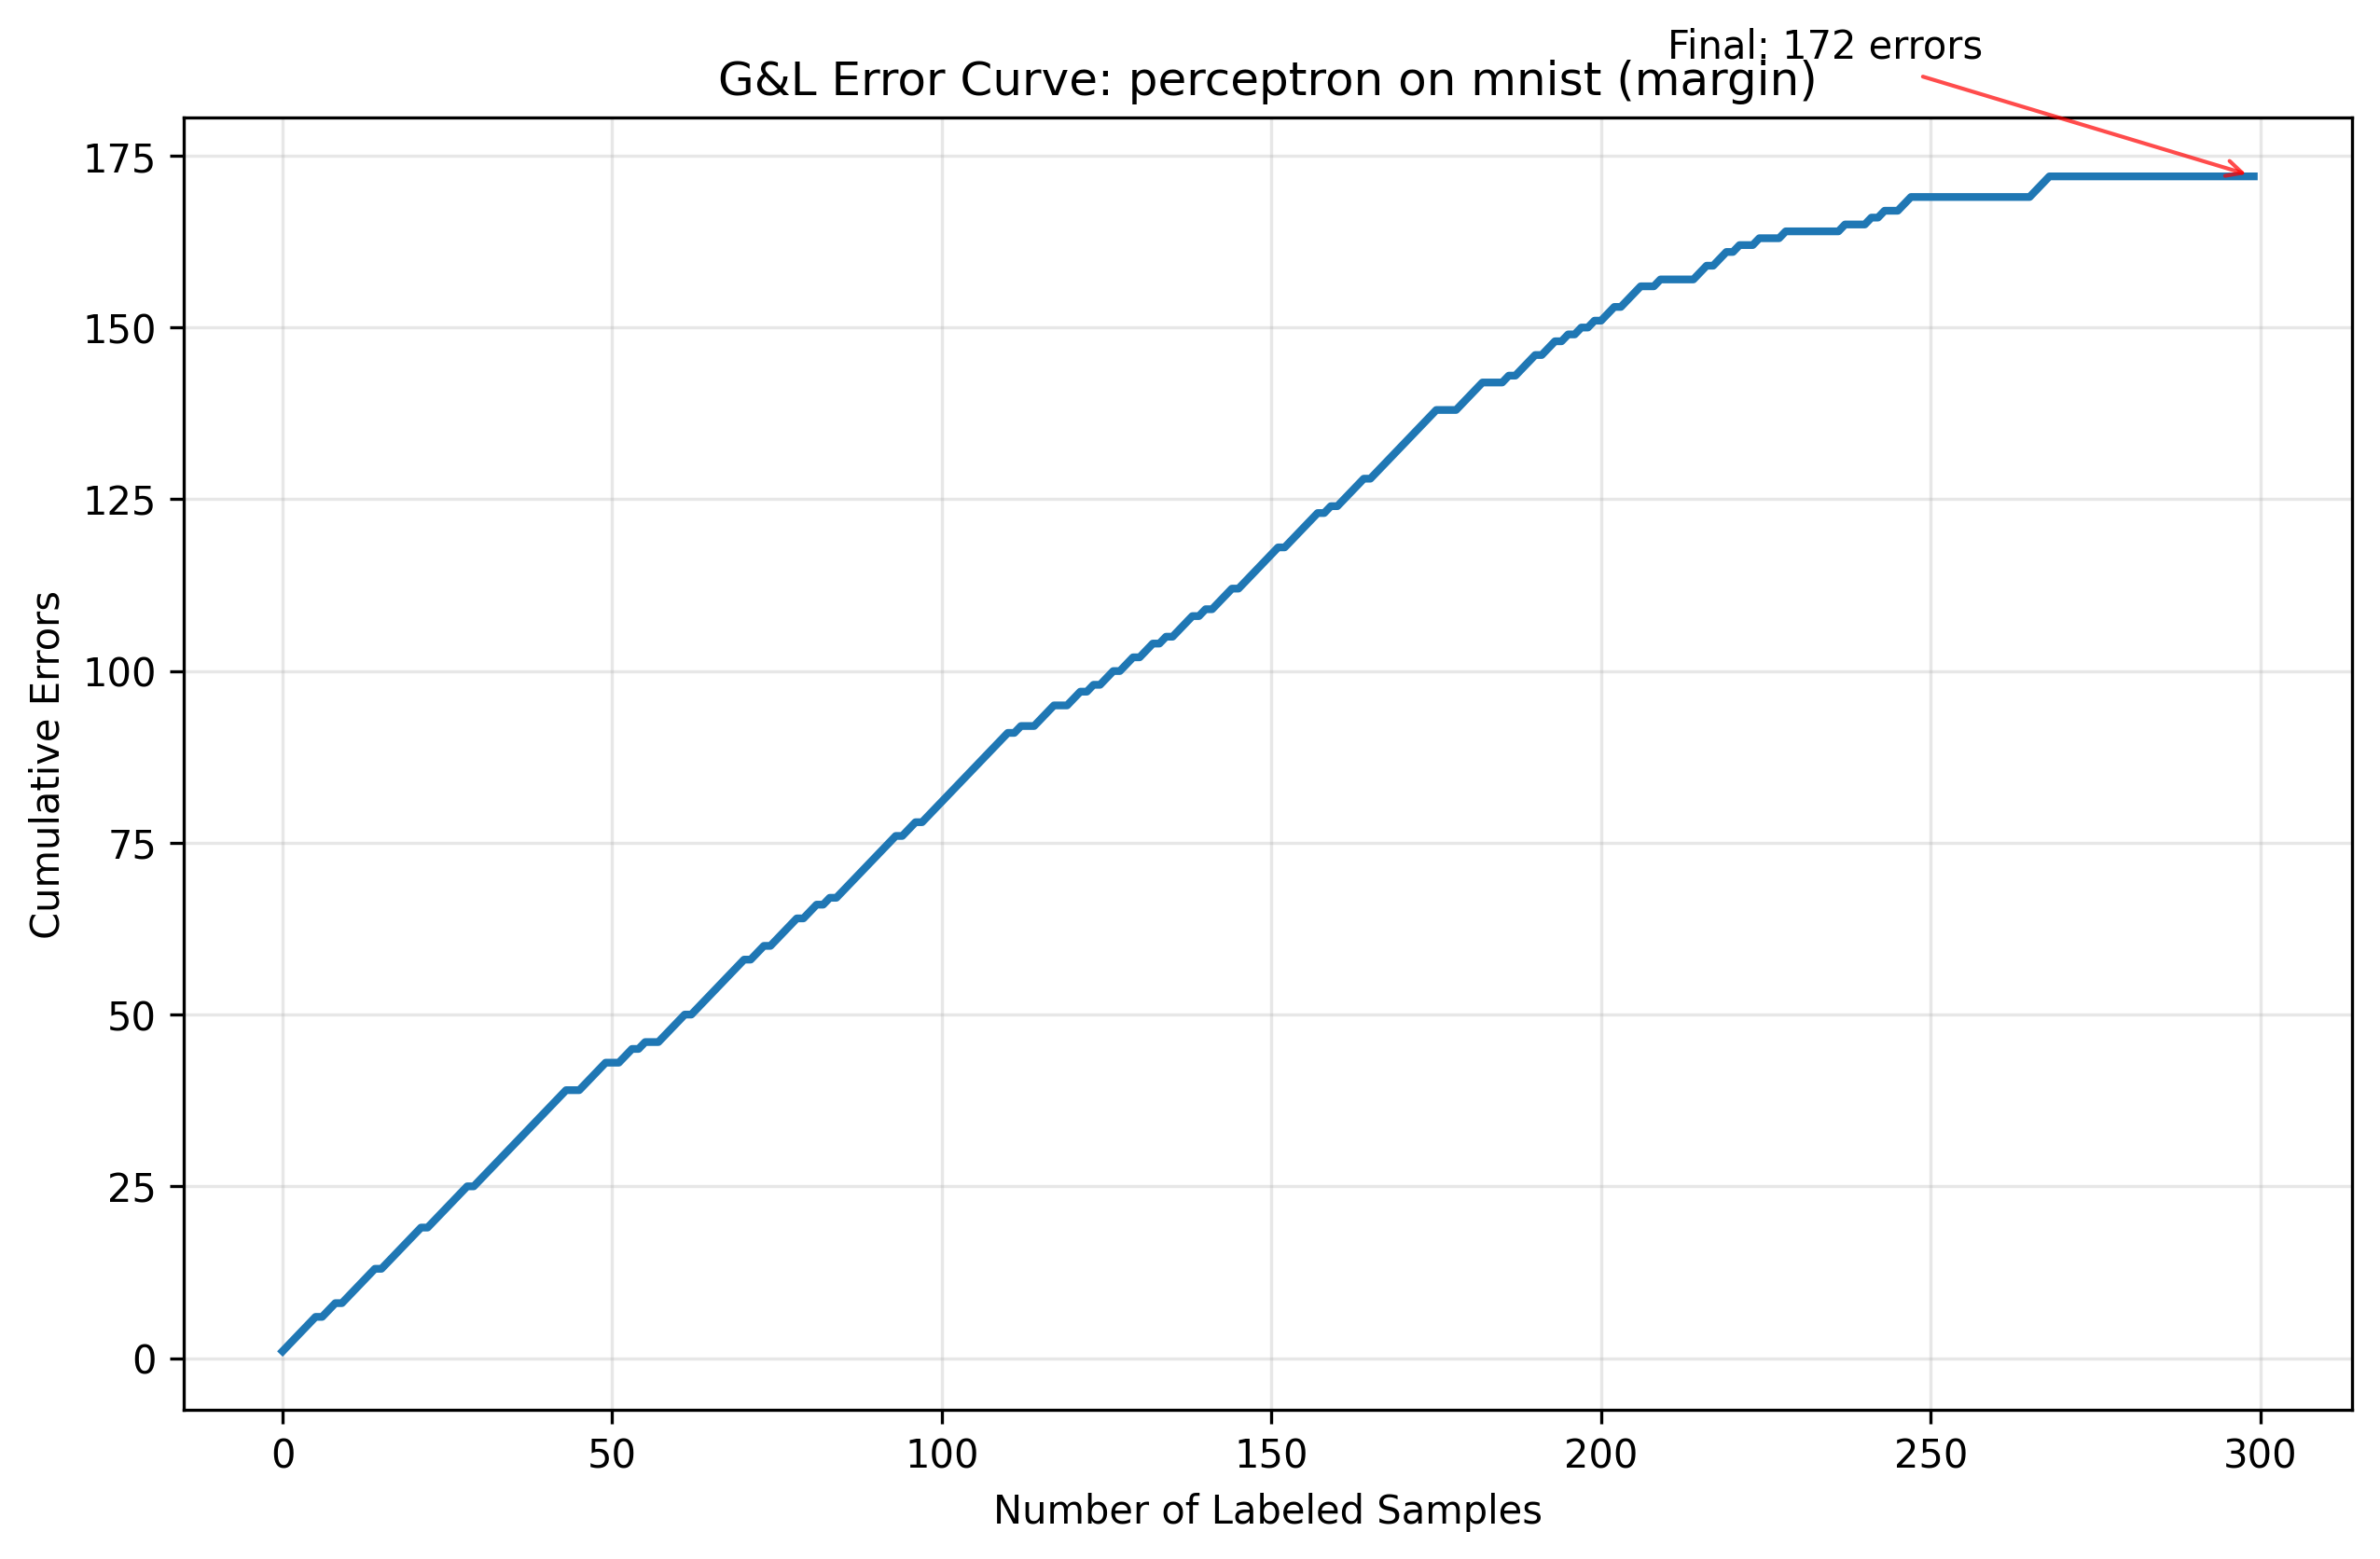 Final: 172 errors
G&L Error Curve: perceptron on mnist (margin)
175
150
125
100
75
50
25
0
Cumulative Errors
0 50 100 150 200 250 300
Number of Labeled Samples